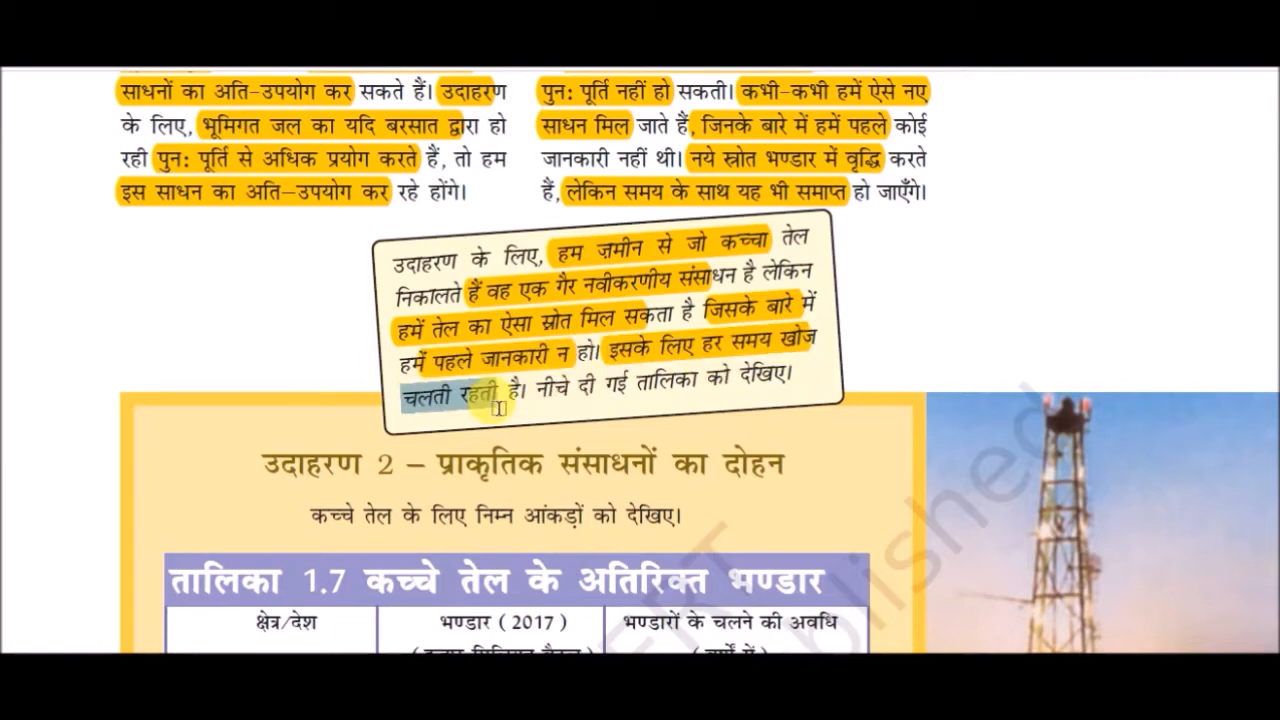 साधनों का अति-उपयोग कर सकते हैं। उदाहरण
के लिए, भूमिगत जल का यदि बरसात द्वारा हो
रही पुनः पूर्ति से अधिक प्रयोग करते हैं, तो हम
इस साधन का अति–उपयोग कर रहे होंगे।
पुनः पूर्ति नहीं हो सकती। कभी-कभी हमें ऐसे नए
साधन मिल जाते हैं, जिनके बारे में हमें पहले कोई
जानकारी नहीं थी। नये स्रोत भण्डार में वृद्धि करते
हैं, लेकिन समय के साथ यह भी समाप्त हो जाएँगे।
उदाहरण के लिए, हम ज़मीन से जो कच्चा तेल
निकालते हैं वह एक गैर नवीकरणीय संसाधन है लेकिन
हमें तेल का ऐसा स्रोत मिल सकता है जिसके बारे में
हमें पहले जानकारी न हो। इसके लिए हर समय खोज
चलती रहती है। नीचे दी गई तालिका को देखिए।
उदाहरण 2 – प्राकृतिक संसाधनों का दोहन
कच्चे तेल के लिए निम्न आंकड़ों को देखिए।
तालिका 1.7 कच्चे तेल के अतिरिक्त भण्डार
क्षेत्र/देश
भण्डार ( 2017 )
भण्डारों के चलने की अवधि